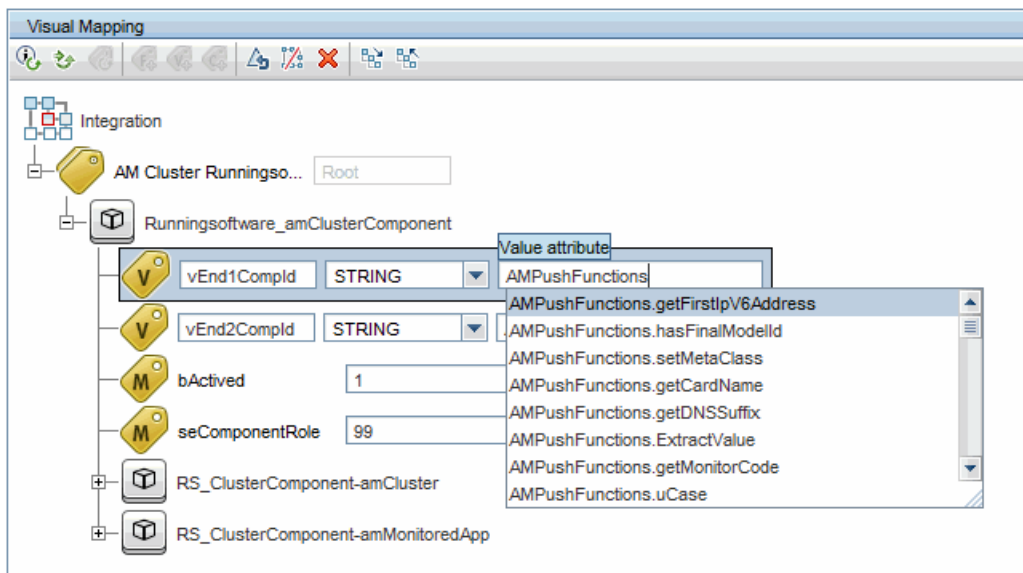 Visual Mapping
Integration
AM Cluster Runningso... Root
Runningsoftware_amClusterComponent
Value attribute
V vEnd1CompId STRING AMPushFunctions
AMPushFunctions.getFirstIpV6Address
V vEnd2CompId STRING
AMPushFunctions.hasFinalModelId
AMPushFunctions.setMetaClass
M bActived 1
AMPushFunctions.getCardName
AMPushFunctions.getDNSSuffix
M seComponentRole 99
AMPushFunctions.ExtractValue
AMPushFunctions.getMonitorCode
RS_ClusterComponent-amCluster
AMPushFunctions.uCase
RS_ClusterComponent-amMonitoredApp